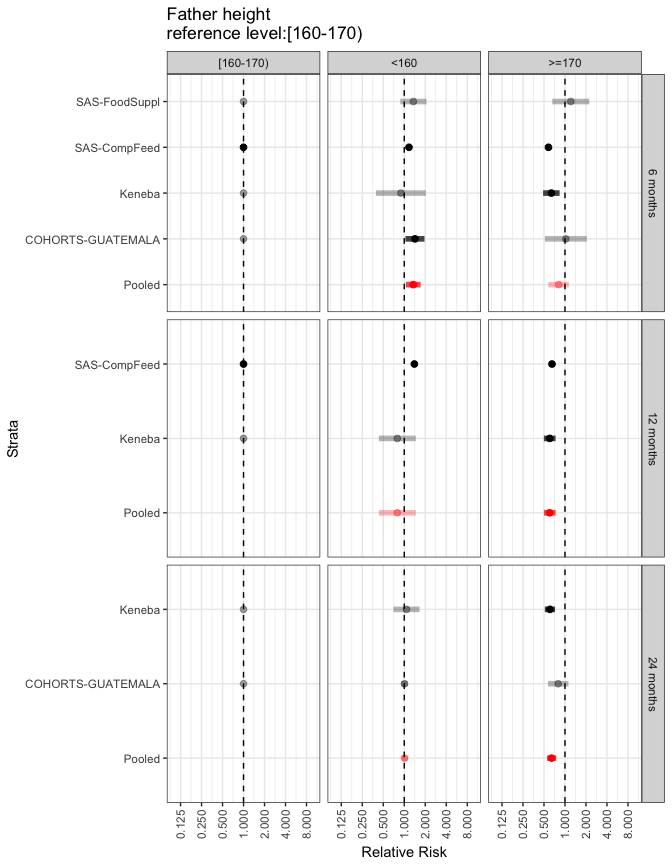 Father height
reference level:[160-170)
[160-170)
<160
>=170
SAS-FoodSuppl
SAS-CompFeed
Keneba
COHORTS-GUATEMALA
Pooled
6 months
SAS-CompFeed
Keneba
Pooled
12 months
Keneba
COHORTS-GUATEMALA
Pooled
24 months
Strata
0.125 0.250 0.500 1.000 2.000 4.000 8.000
0.125 0.250 0.500 1.000 2.000 4.000 8.000
0.125 0.250 0.500 1.000 2.000 4.000 8.000
Relative Risk